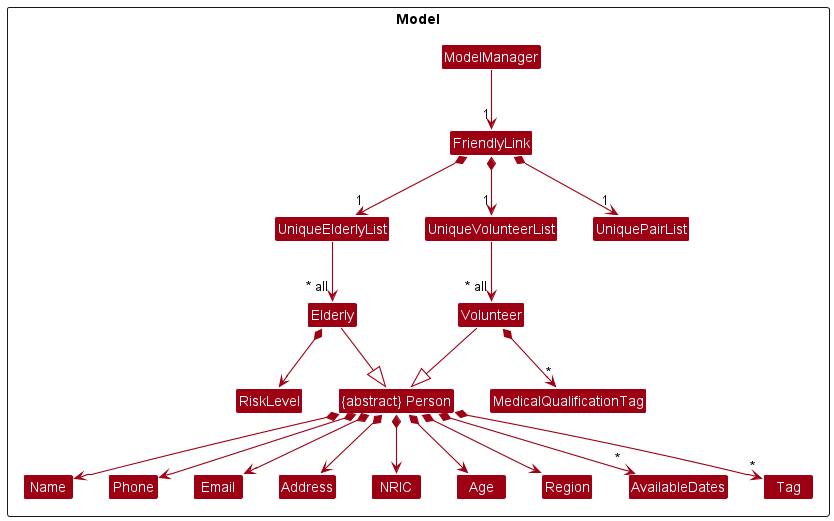 Model
ModelManager
1
FriendlyLink
1
1
1
UniqueElderlyList
UniqueVolunteerList
UniquePairList
* all
* all
Elderly
Volunteer
*
RiskLevel
{abstract} Person
MedicalQualificationTag
*
*
Name
Phone
Email
Address
NRIC
Age
Region
AvailableDates
Tag